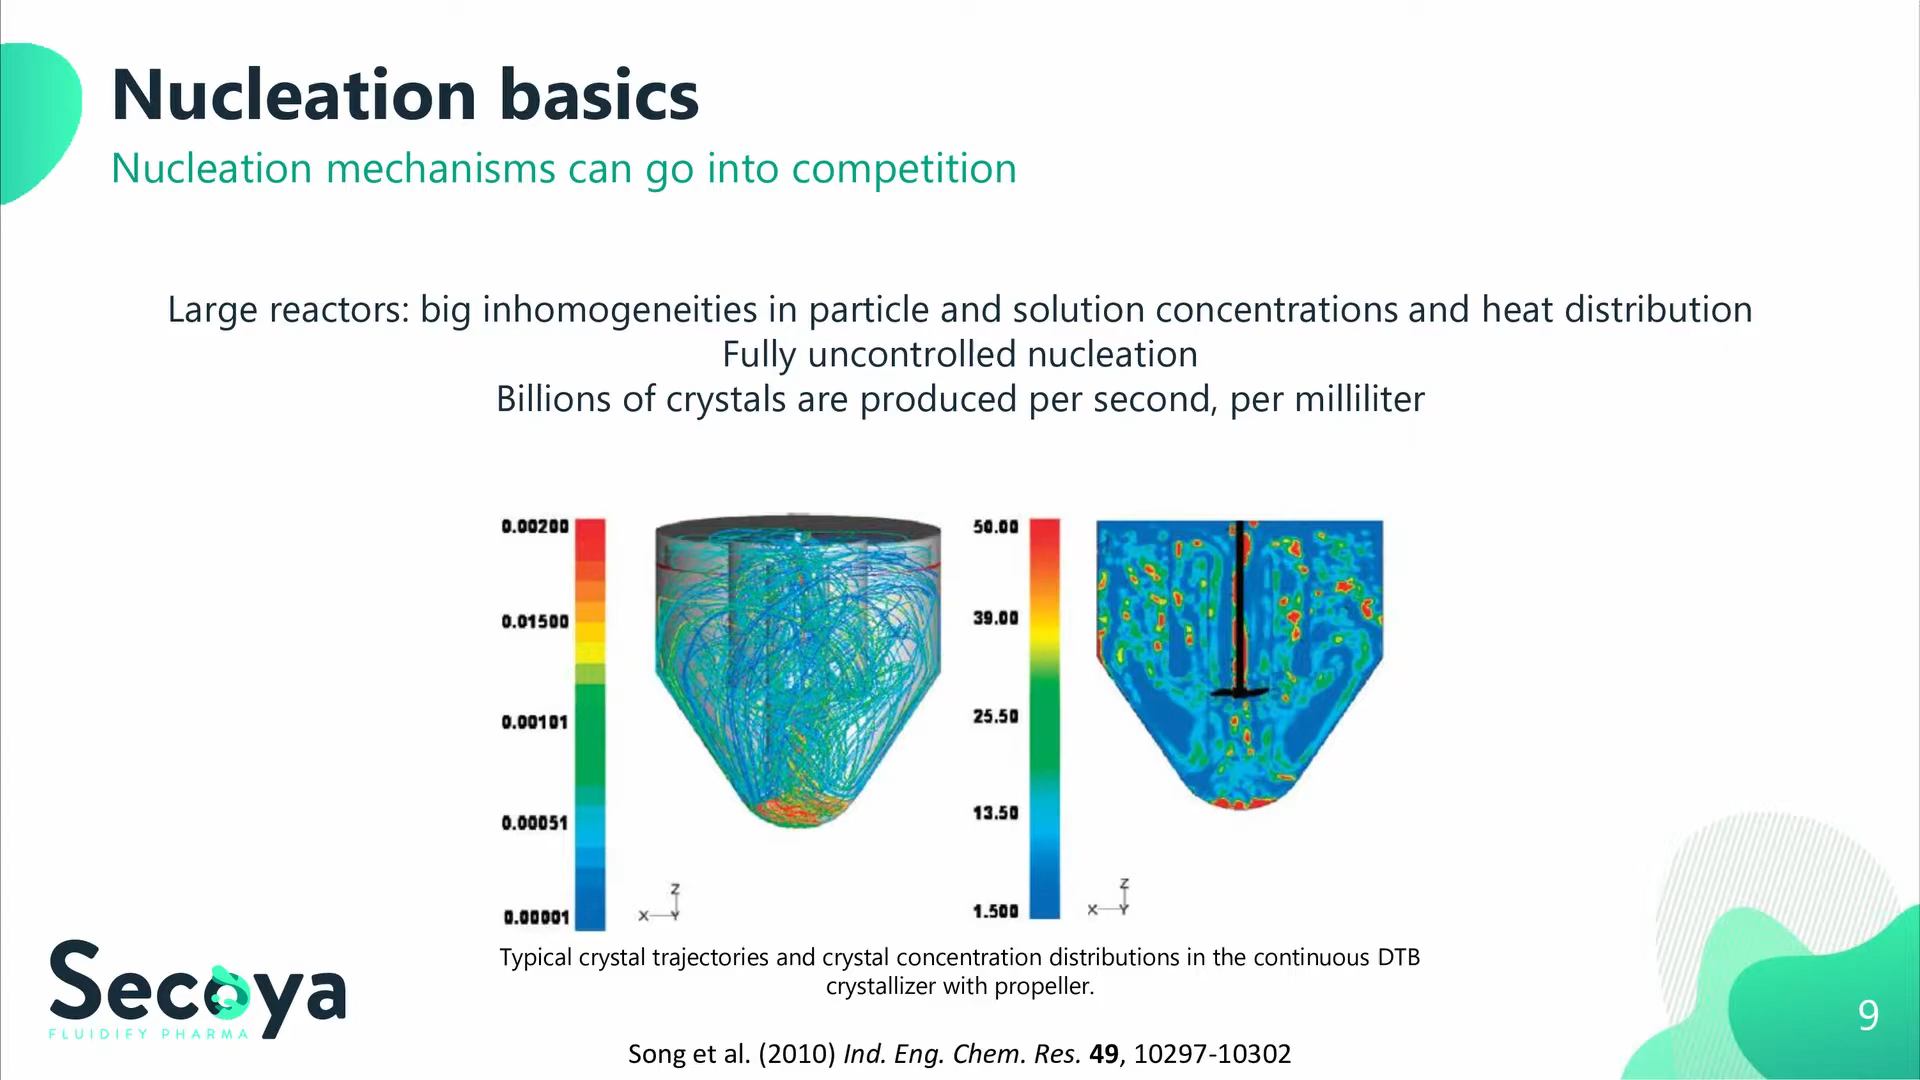 Nucleation basics
Nucleation mechanisms can go into competition
Large reactors: big inhomogeneities in particle and solution concentrations and heat distribution
Fully uncontrolled nucleation
Billions of crystals are produced per second, per milliliter
0.00200
0.01500
0.00101
0.00051
0.00001
Z
X
Y
50.00
39.00
25.50
13.50
1.500
Z
X
Y
Typical crystal trajectories and crystal concentration distributions in the continuous DTB
crystallizer with propeller.
Song et al. (2010) Ind. Eng. Chem. Res. 49, 10297-10302
Secoya
FLUIDIFY PHARMA
9